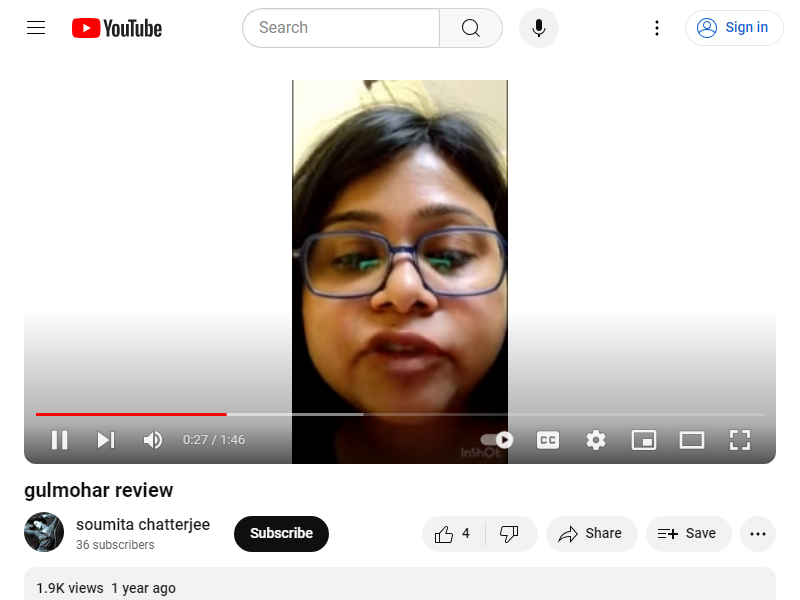 YouTube
Search
Sign in
0:27 / 1:46
CC
InShOt
gulmohar review
soumita chatterjee
36 subscribers
Subscribe
4
Share
Save
1.9K views 1 year ago